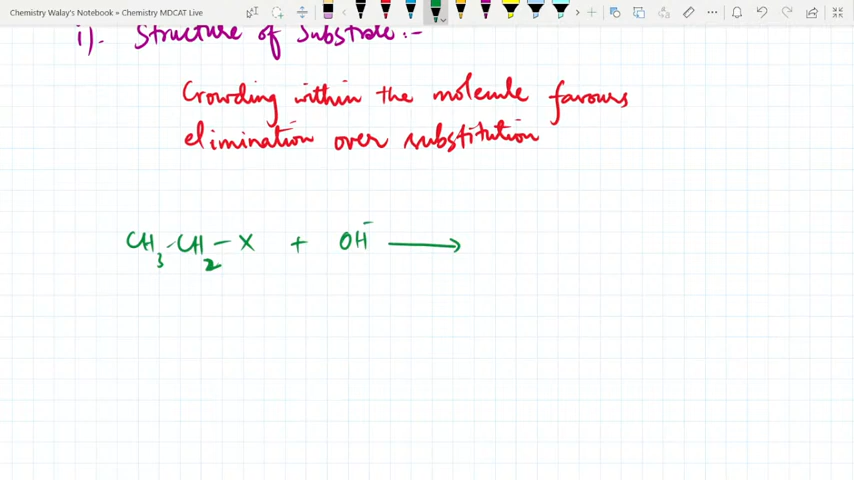 Chemistry Walay's Notebook » Chemistry MDCAT Live
i). Structure of Substrate:-
Crowding within the molecule favours
elimination over substitution
CH₃-CH₂-X + OH⁻ ⟶